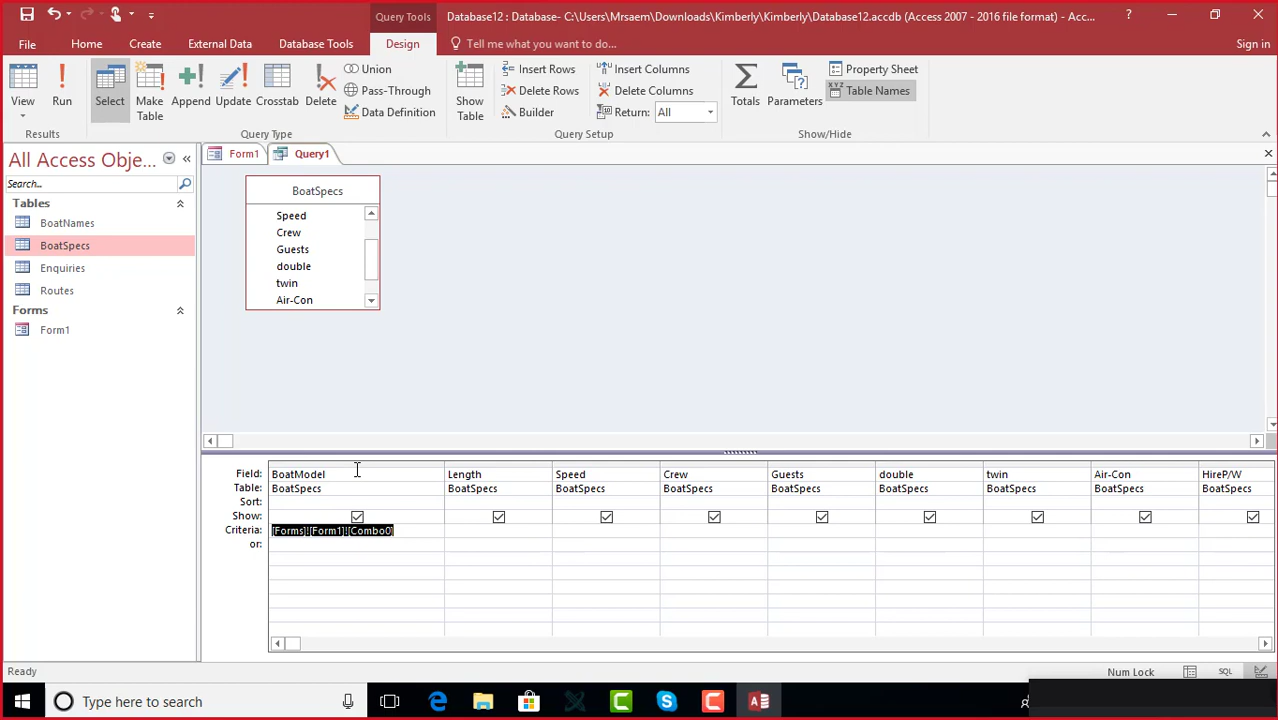 Query Tools
Database12 : Database- C:\Users\Mrsaem\Downloads\Kimberly\Kimberly\Database12.accdb (Access 2007 - 2016 file format) - Acc...
?
File
Home
Create
External Data
Database Tools
Design
Tell me what you want to do...
Sign in
View
Run
Select
Make Table
Append
Update
Crosstab
Delete
Union
Pass-Through
Data Definition
Show Table
Insert Rows
Delete Rows
Builder
Insert Columns
Delete Columns
Return: All
Totals
Parameters
Property Sheet
Table Names
Results
Query Type
Query Setup
Show/Hide
All Access Obje...
Search...
Tables
BoatNames
BoatSpecs
Enquiries
Routes
Forms
Form1
Form1
Query1
BoatSpecs
Speed
Crew
Guests
double
twin
Air-Con
Field: BoatModel Length Speed Crew Guests double twin Air-Con HireP/W
Table: BoatSpecs BoatSpecs BoatSpecs BoatSpecs BoatSpecs BoatSpecs BoatSpecs BoatSpecs BoatSpecs
Sort:
Show:
Criteria: [Forms]![Form1]![Combo0]
or:
Ready
Num Lock
SQL
Type here to search